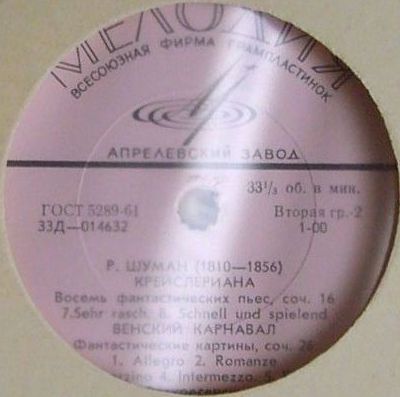 МЕЛОДИЯ
ВСЕСОЮЗНАЯ ФИРМА ГРАМПЛАСТИНОК
АПРЕЛЕВСКИЙ ЗАВОД
33⅓ об. в мин.
ГОСТ 5289-61
Вторая гр.-2
33Д—014632
1-00
Р. ШУМАН (1810—1856)
КРЕЙСЛЕРИАНА
Восемь фантастических пьес, соч. 16
7.Sehr rasch. 8. Schnell und spielend
ВЕНСКИЙ КАРНАВАЛ
Фантастические картины, соч. 26
1. Allegro 2. Romanze
4. Intermezzo.